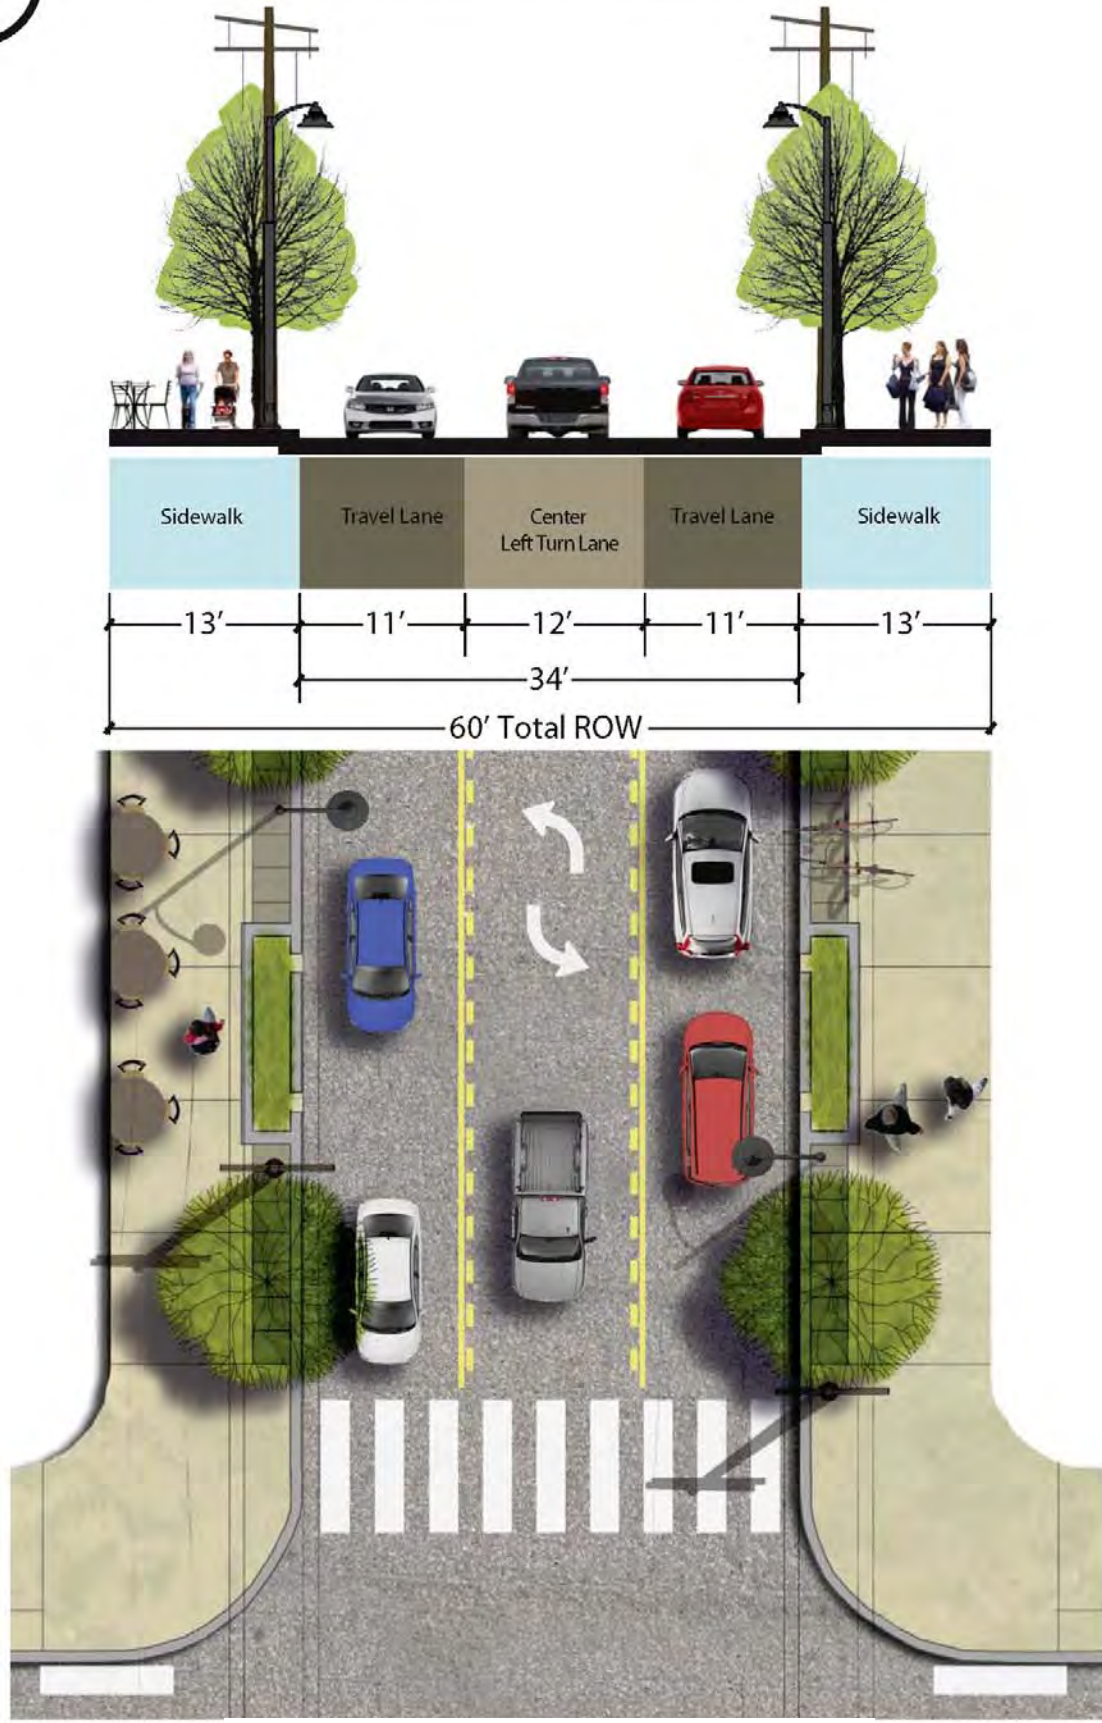 Sidewalk
Travel Lane
Center
Left Turn Lane
Travel Lane
Sidewalk
13'
11'
12'
11'
13'
34'
60' Total ROW